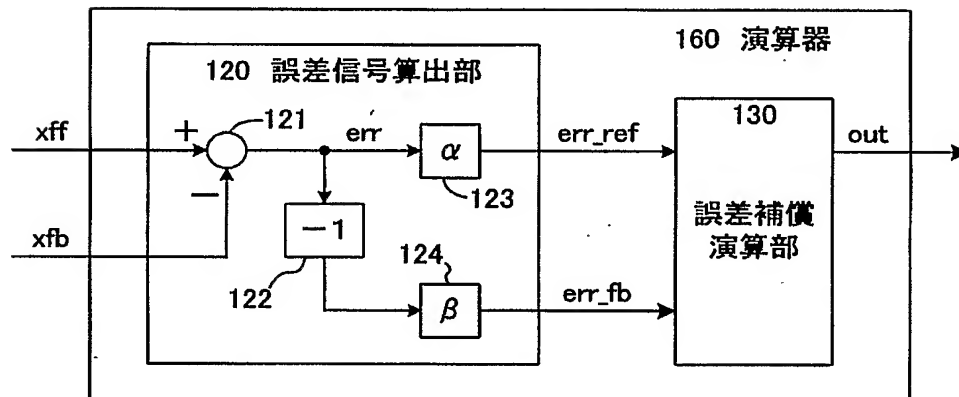 160 演算器
120 誤差信号算出部
xff
+
121
err
α
123
err_ref
130
out
誤差補償
演算部
xfb
−
−1
122
124
β
err_fb